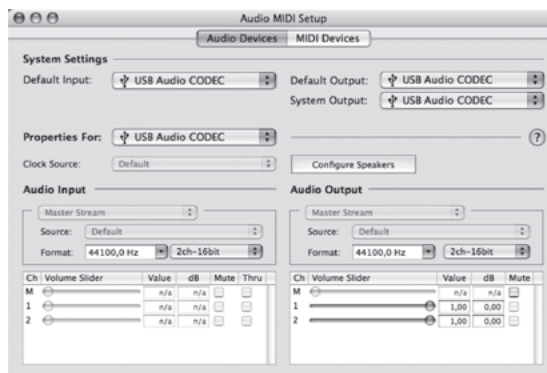 Audio MIDI Setup
Audio Devices MIDI Devices
System Settings
Default Input: USB Audio CODEC
Default Output: USB Audio CODEC
System Output: USB Audio CODEC
Properties For: USB Audio CODEC ?
Clock Source: Default
Configure Speakers
Audio Input
Master Stream
Source: Default
Format: 44100,0 Hz 2ch-16bit
Ch Volume Slider Value dB Mute Thru
M n/a n/a
1 n/a n/a
2 n/a n/a
Audio Output
Master Stream
Source: Default
Format: 44100,0 Hz 2ch-16bit
Ch Volume Slider Value dB Mute
M n/a n/a
1 1,00 0,00
2 1,00 0,00